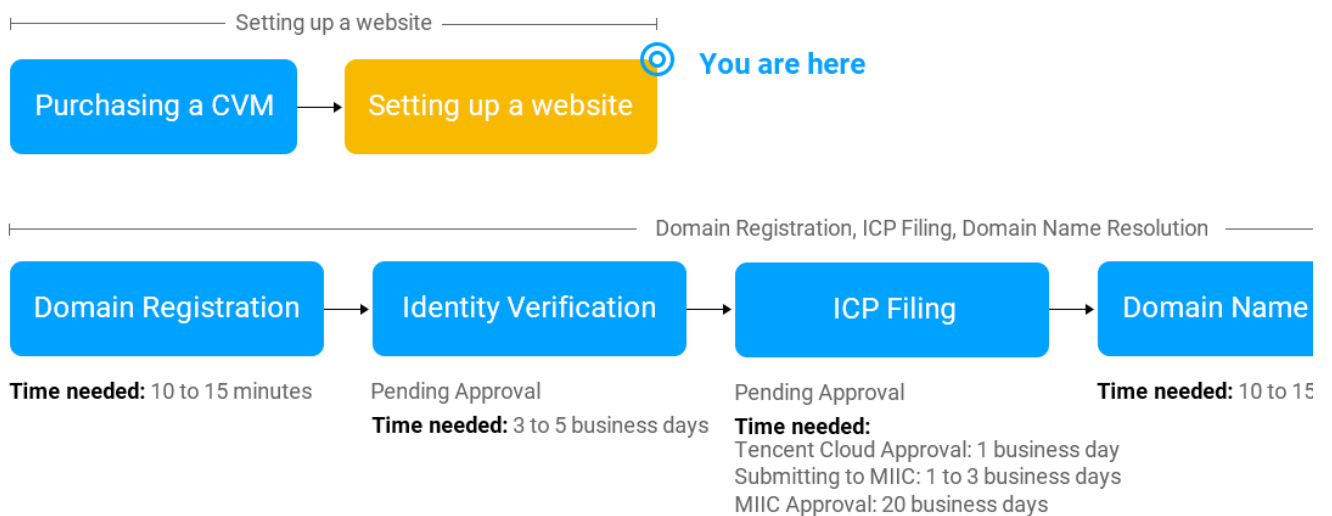 Setting up a website
You are here
Purchasing a CVM
Setting up a website
Domain Registration, ICP Filing, Domain Name Resolution
Domain Registration
Identity Verification
ICP Filing
Domain Name
Time needed: 10 to 15 minutes
Pending Approval
Time needed: 3 to 5 business days
Pending Approval
Time needed:
Tencent Cloud Approval: 1 business day
Submitting to MIIC: 1 to 3 business days
MIIC Approval: 20 business days
Time needed: 10 to 15